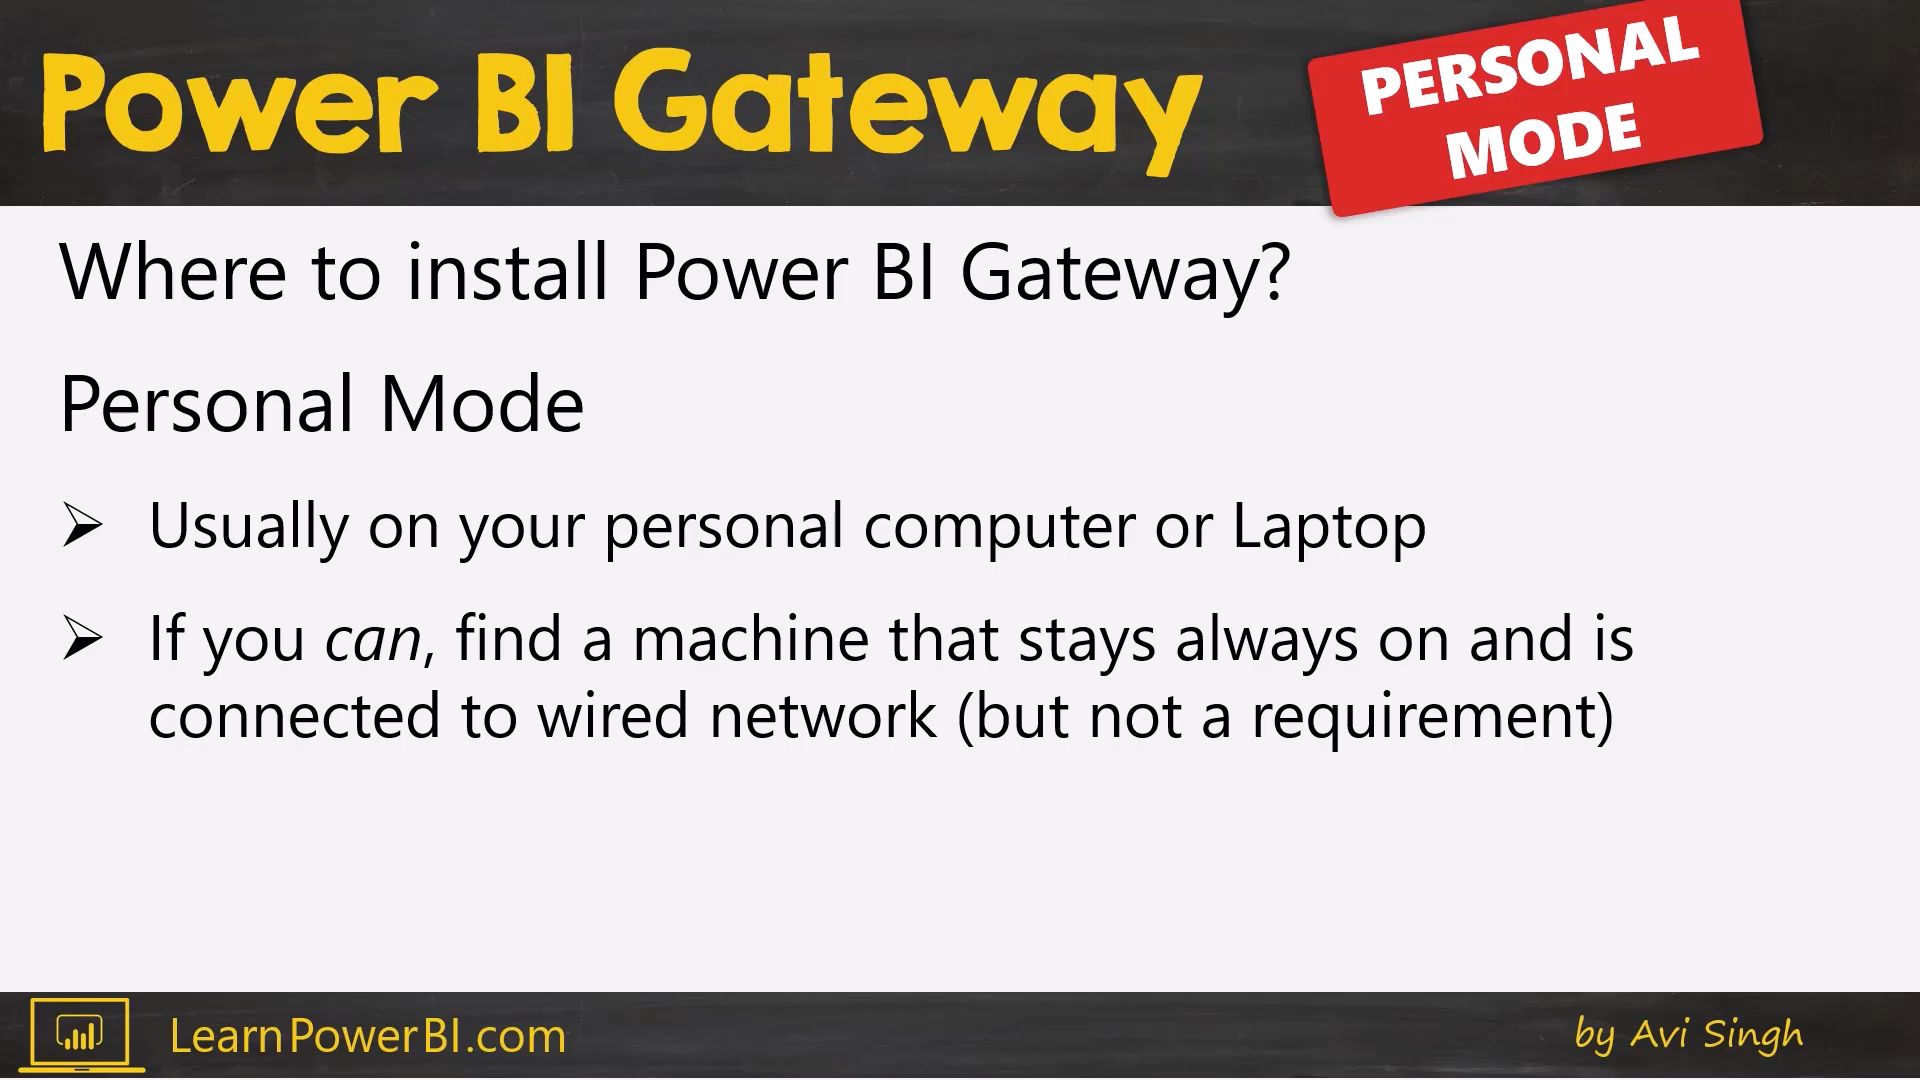 Power BI Gateway
PERSONAL
MODE
Where to install Power BI Gateway?
Personal Mode
➢ Usually on your personal computer or Laptop
➢ If you can, find a machine that stays always on and is
connected to wired network (but not a requirement)
LearnPowerBI.com
by Avi Singh